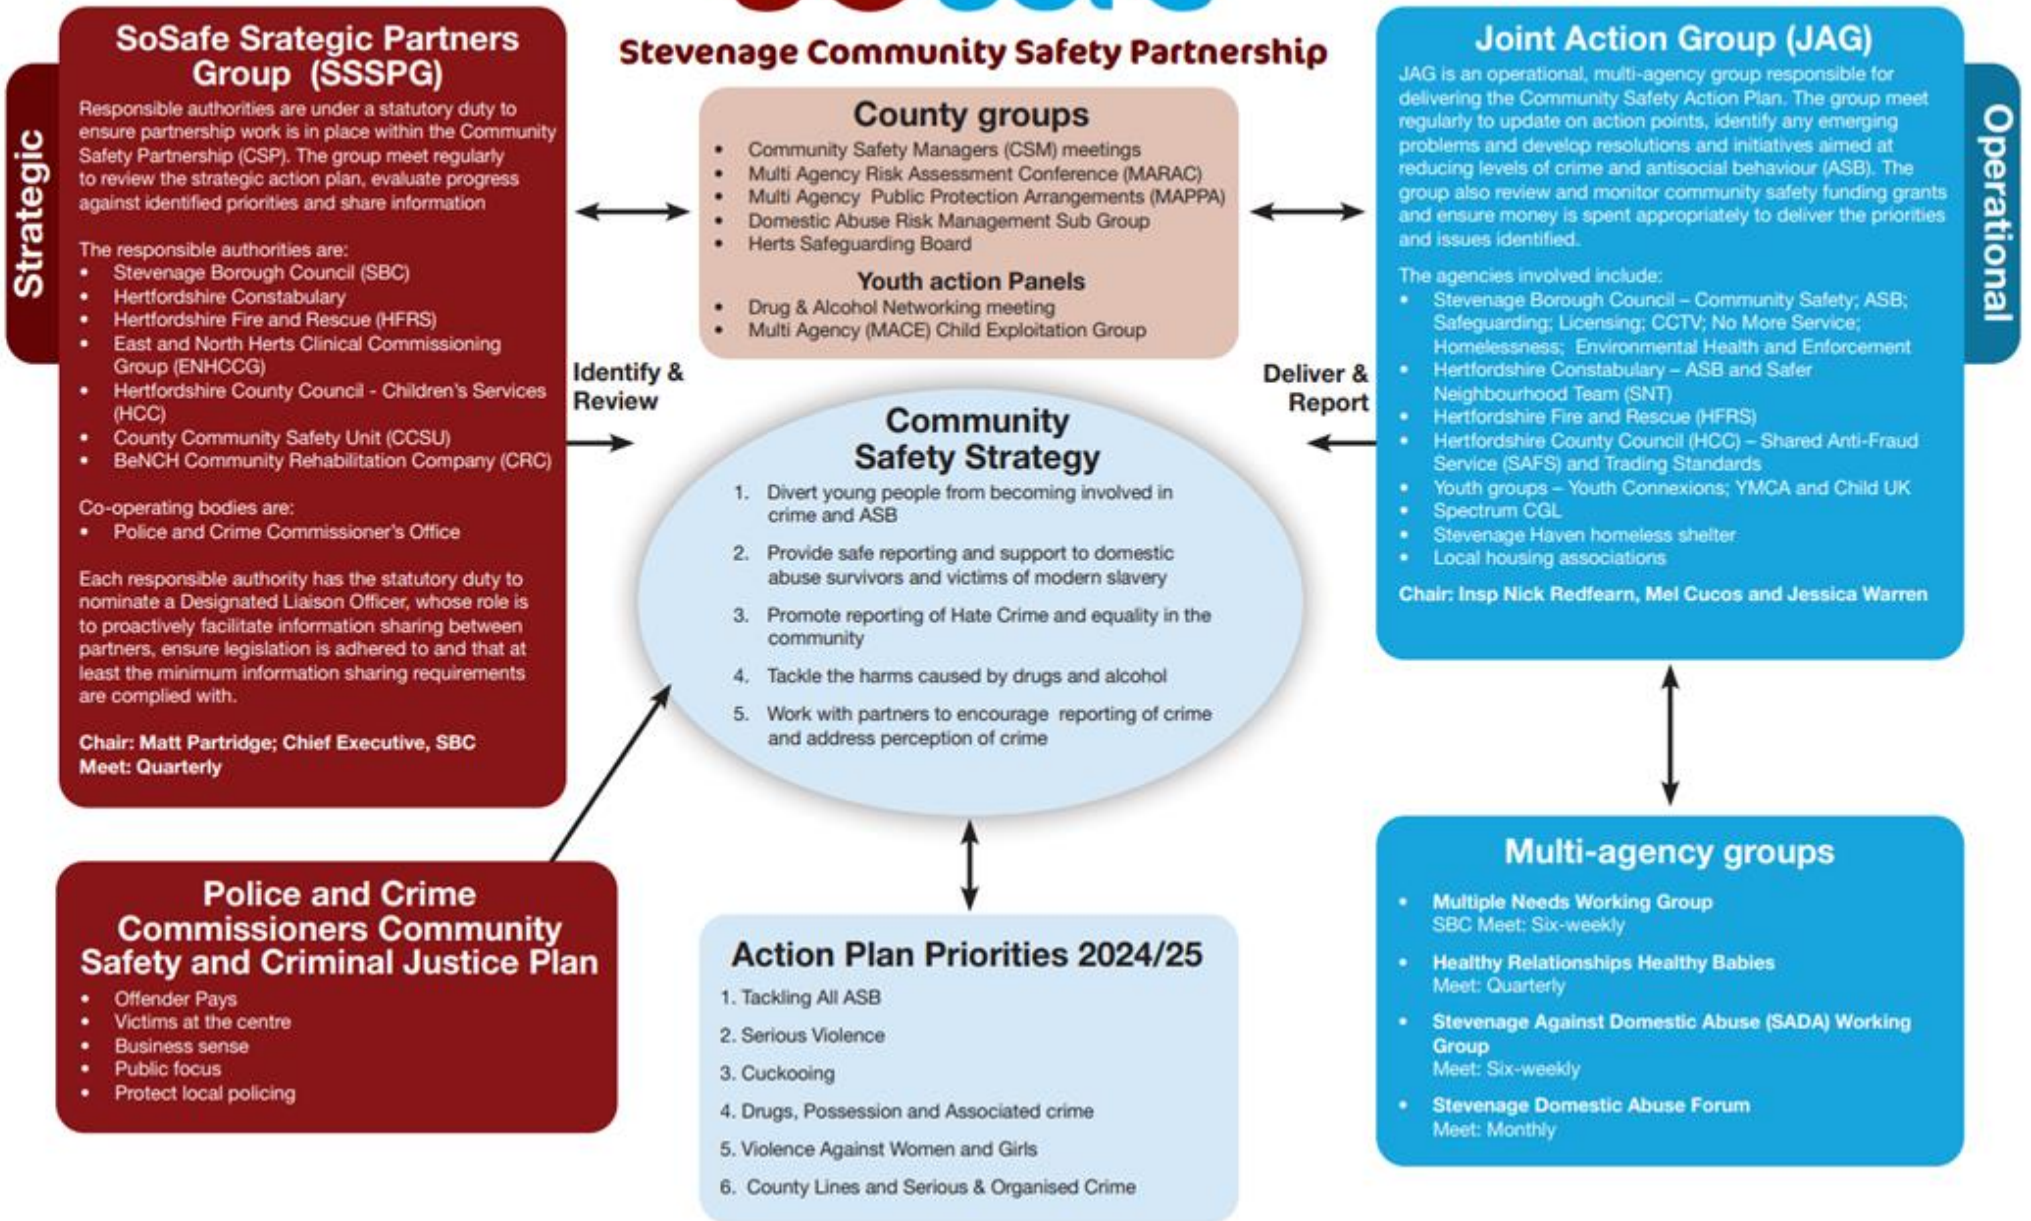 Stevenage Community Safety Partnership
Strategic
SoSafe Srategic Partners
Group (SSSPG)
Responsible authorities are under a statutory duty to
ensure partnership work is in place within the Community
Safety Partnership (CSP). The group meet regularly
to review the strategic action plan, evaluate progress
against identified priorities and share information
The responsible authorities are:
• Stevenage Borough Council (SBC)
• Hertfordshire Constabulary
• Hertfordshire Fire and Rescue (HFRS)
• East and North Herts Clinical Commissioning
Group (ENHCCG)
• Hertfordshire County Council - Children's Services
(HCC)
• County Community Safety Unit (CCSU)
• BeNCH Community Rehabilitation Company (CRC)
Co-operating bodies are:
• Police and Crime Commissioner's Office
Each responsible authority has the statutory duty to
nominate a Designated Liaison Officer, whose role is
to proactively facilitate information sharing between
partners, ensure legislation is adhered to and that at
least the minimum information sharing requirements
are complied with.
Chair: Matt Partridge; Chief Executive, SBC
Meet: Quarterly
Police and Crime
Commissioners Community
Safety and Criminal Justice Plan
• Offender Pays
• Victims at the centre
• Business sense
• Public focus
• Protect local policing
County groups
• Community Safety Managers (CSM) meetings
• Multi Agency Risk Assessment Conference (MARAC)
• Multi Agency Public Protection Arrangements (MAPPA)
• Domestic Abuse Risk Management Sub Group
• Herts Safeguarding Board
Youth action Panels
• Drug & Alcohol Networking meeting
• Multi Agency (MACE) Child Exploitation Group
Identify &
Review
Deliver &
Report
Community
Safety Strategy
1. Divert young people from becoming involved in
crime and ASB
2. Provide safe reporting and support to domestic
abuse survivors and victims of modern slavery
3. Promote reporting of Hate Crime and equality in the
community
4. Tackle the harms caused by drugs and alcohol
5. Work with partners to encourage reporting of crime
and address perception of crime
Action Plan Priorities 2024/25
1. Tackling All ASB
2. Serious Violence
3. Cuckooing
4. Drugs, Possession and Associated crime
5. Violence Against Women and Girls
6. County Lines and Serious & Organised Crime
Operational
Joint Action Group (JAG)
JAG is an operational, multi-agency group responsible for
delivering the Community Safety Action Plan. The group meet
regularly to update on action points, identify any emerging
problems and develop resolutions and initiatives aimed at
reducing levels of crime and antisocial behaviour (ASB). The
group also review and monitor community safety funding grants
and ensure money is spent appropriately to deliver the priorities
and issues identified.
The agencies involved include:
• Stevenage Borough Council – Community Safety; ASB;
Safeguarding; Licensing; CCTV; No More Service;
Homelessness; Environmental Health and Enforcement
• Hertfordshire Constabulary – ASB and Safer
Neighbourhood Team (SNT)
• Hertfordshire Fire and Rescue (HFRS)
• Hertfordshire County Council (HCC) – Shared Anti-Fraud
Service (SAFS) and Trading Standards
• Youth groups – Youth Connexions; YMCA and Child UK
• Spectrum CGL
• Stevenage Haven homeless shelter
• Local housing associations
Chair: Insp Nick Redfearn, Mel Cucos and Jessica Warren
Multi-agency groups
• Multiple Needs Working Group
SBC Meet: Six-weekly
• Healthy Relationships Healthy Babies
Meet: Quarterly
• Stevenage Against Domestic Abuse (SADA) Working
Group
Meet: Six-weekly
• Stevenage Domestic Abuse Forum
Meet: Monthly